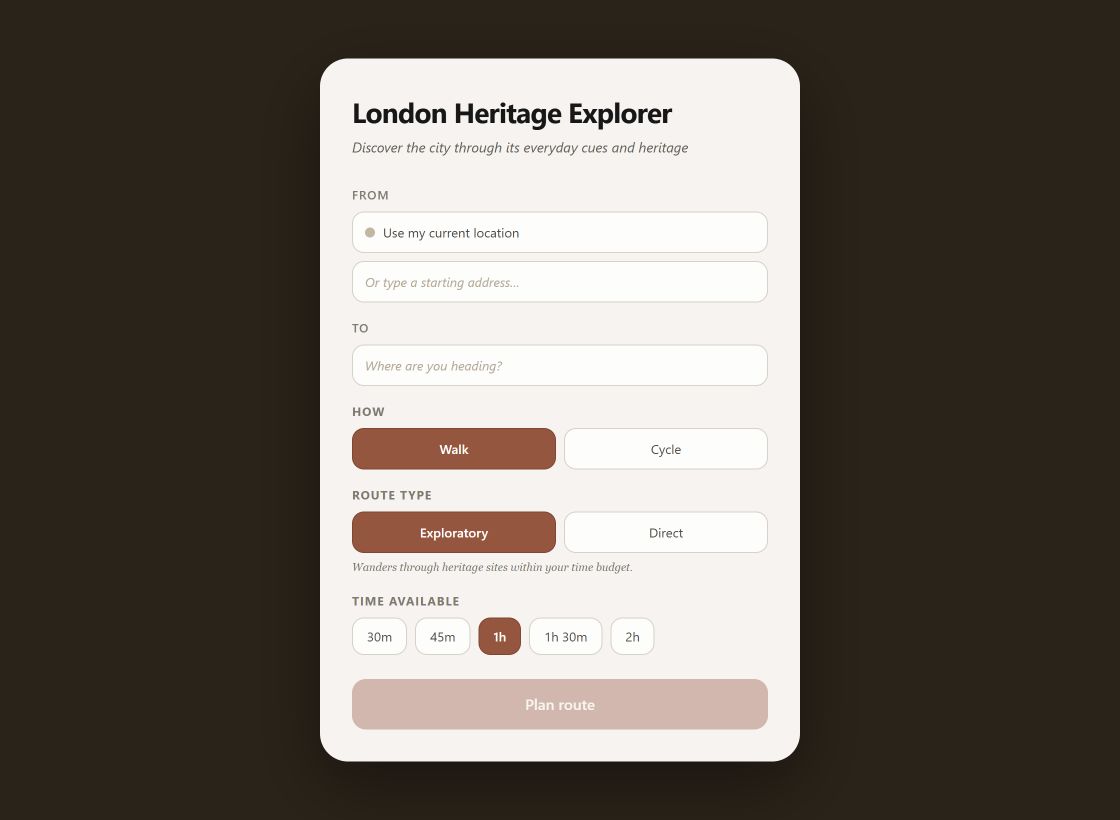 London Heritage Explorer
Discover the city through its everyday cues and heritage
FROM
Use my current location
Or type a starting address...
TO
Where are you heading?
HOW
Walk
Cycle
ROUTE TYPE
Exploratory
Direct
Wanders through heritage sites within your time budget.
TIME AVAILABLE
30m
45m
1h
1h 30m
2h
Plan route